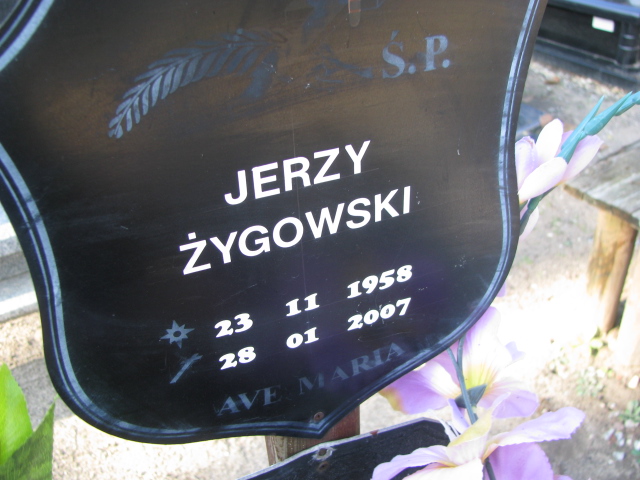 Ś.P.
JERZY
ŻYGOWSKI
23 11 1958
28 01 2007
AVE MARIA